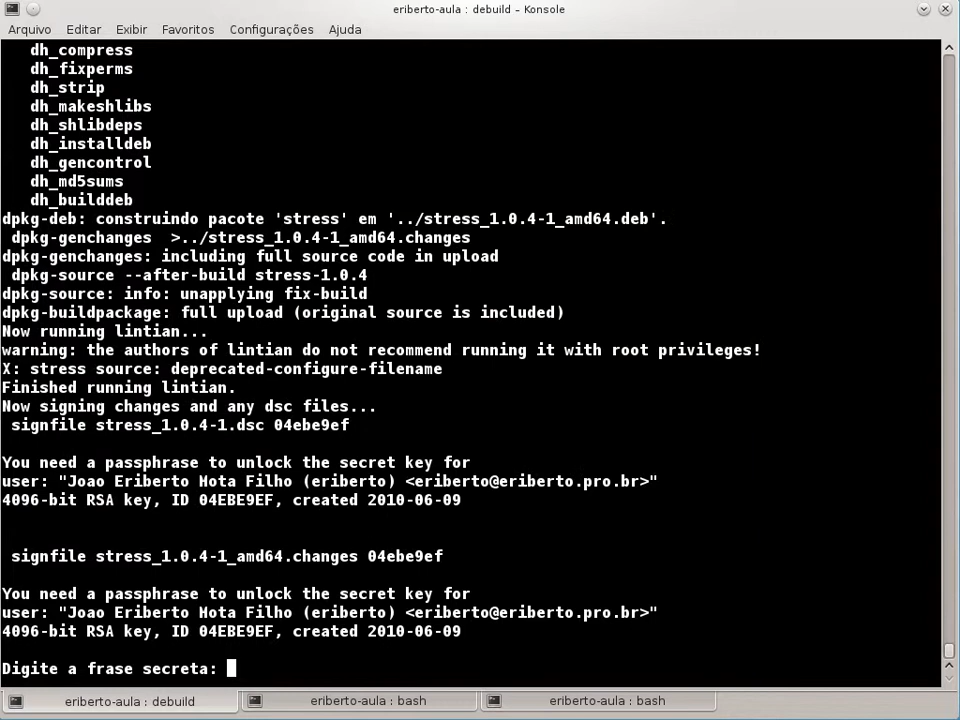 eriberto-aula : debuild – Konsole
Arquivo Editar Exibir Favoritos Configurações Ajuda
dh_compress
dh_fixperms
dh_strip
dh_makeshlibs
dh_shlibdeps
dh_installdeb
dh_gencontrol
dh_md5sums
dh_builddeb
dpkg-deb: construindo pacote 'stress' em '../stress_1.0.4-1_amd64.deb'.
dpkg-genchanges >../stress_1.0.4-1_amd64.changes
dpkg-genchanges: including full source code in upload
dpkg-source --after-build stress-1.0.4
dpkg-source: info: unapplying fix-build
dpkg-buildpackage: full upload (original source is included)
Now running lintian...
warning: the authors of lintian do not recommend running it with root privileges!
X: stress source: deprecated-configure-filename
Finished running lintian.
Now signing changes and any dsc files...
signfile stress_1.0.4-1.dsc 04ebe9ef
You need a passphrase to unlock the secret key for
user: "Joao Eriberto Mota Filho (eriberto) <eriberto@eriberto.pro.br>"
4096-bit RSA key, ID 04EBE9EF, created 2010-06-09
signfile stress_1.0.4-1_amd64.changes 04ebe9ef
You need a passphrase to unlock the secret key for
user: "Joao Eriberto Mota Filho (eriberto) <eriberto@eriberto.pro.br>"
4096-bit RSA key, ID 04EBE9EF, created 2010-06-09
Digite a frase secreta:
eriberto-aula : debuild eriberto-aula : bash eriberto-aula : bash